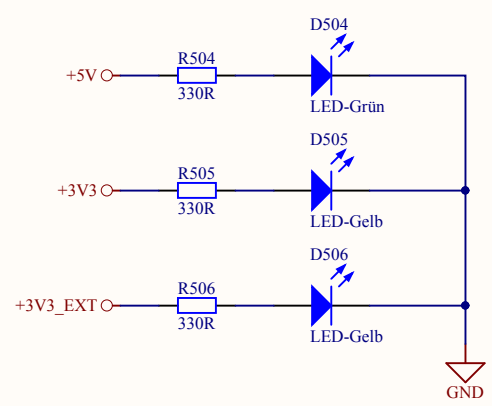 D504
R504
+5V
330R
LED-Grün
D505
R505
+3V3
330R
LED-Gelb
D506
R506
+3V3_EXT
330R
LED-Gelb
GND